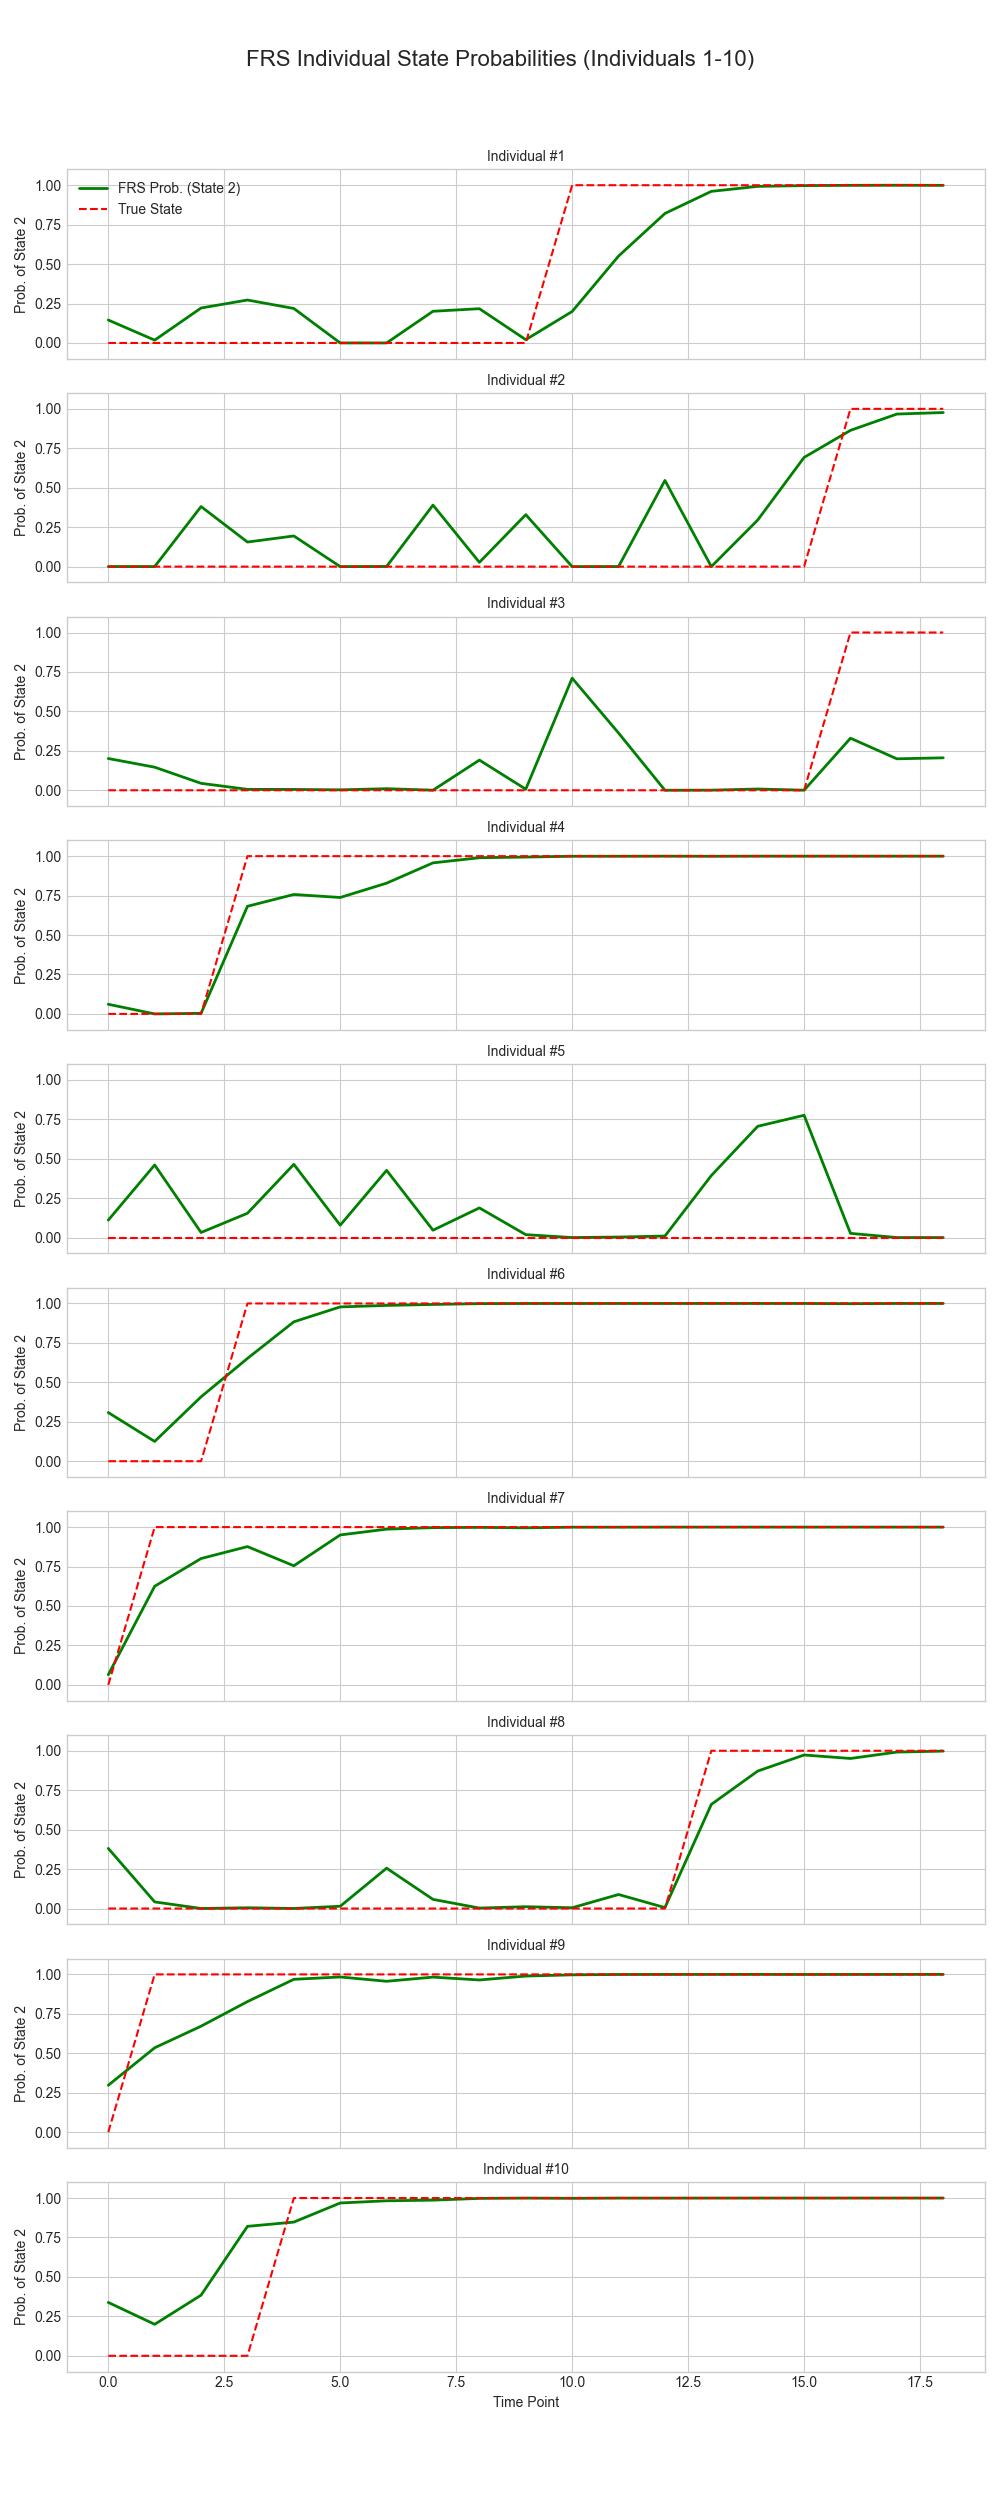 FRS Individual State Probabilities (Individuals 1-10)
Individual #1
1.00
0.75
0.50
0.25
0.00
Prob. of State 2
FRS Prob. (State 2)
True State
Individual #2
1.00
0.75
0.50
0.25
0.00
Prob. of State 2
Individual #3
1.00
0.75
0.50
0.25
0.00
Prob. of State 2
Individual #4
1.00
0.75
0.50
0.25
0.00
Prob. of State 2
Individual #5
1.00
0.75
0.50
0.25
0.00
Prob. of State 2
Individual #6
1.00
0.75
0.50
0.25
0.00
Prob. of State 2
Individual #7
1.00
0.75
0.50
0.25
0.00
Prob. of State 2
Individual #8
1.00
0.75
0.50
0.25
0.00
Prob. of State 2
Individual #9
1.00
0.75
0.50
0.25
0.00
Prob. of State 2
Individual #10
1.00
0.75
0.50
0.25
0.00
Prob. of State 2
0.0 2.5 5.0 7.5 10.0 12.5 15.0 17.5
Time Point